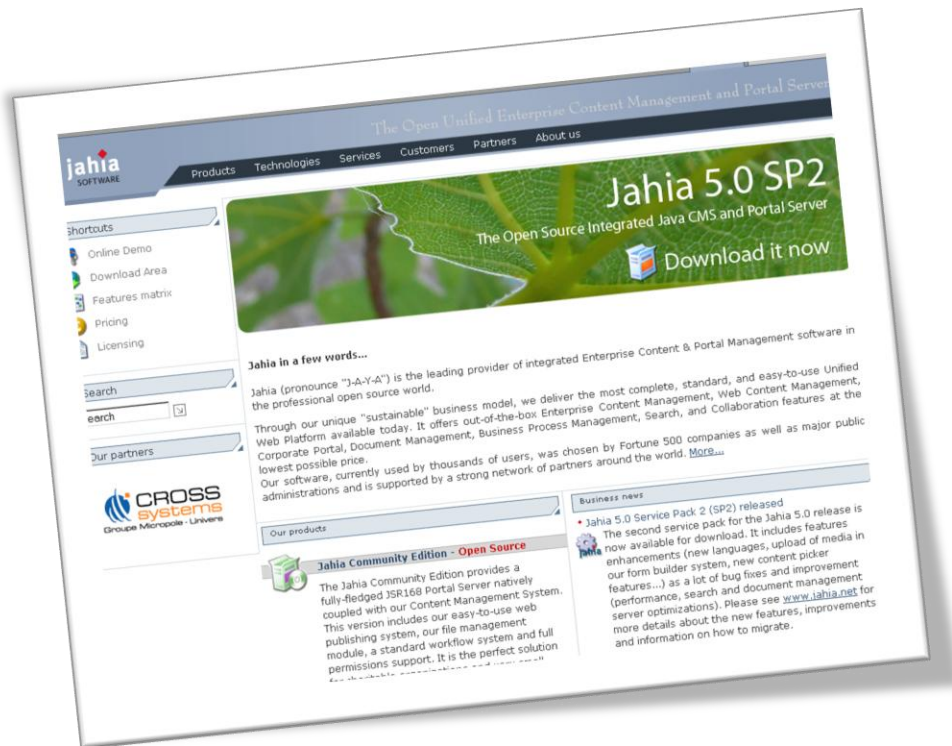 The Open Unified Enterprise Content Management and Portal Server
jahia
SOFTWARE
Products Technologies Services Customers Partners About us
Shortcuts
Online Demo
Download Area
Features matrix
Pricing
Licensing
Search
earch
Our partners
CROSS
systems
Groupe Micropole - Univers
Jahia 5.0 SP2
The Open Source Integrated Java CMS and Portal Server
Download it now
Jahia in a few words...
Jahia (pronounce "J-A-Y-A") is the leading provider of integrated Enterprise Content & Portal Management software in
the professional open source world.
Through our unique "sustainable" business model, we deliver the most complete, standard, and easy-to-use Unified
Web Platform available today. It offers out-of-the-box Enterprise Content Management, Web Content Management,
Corporate Portal, Document Management, Business Process Management, Search, and Collaboration features at the
lowest possible price.
Our software, currently used by thousands of users, was chosen by Fortune 500 companies as well as major public
administrations and is supported by a strong network of partners around the world. More...
Our products
Jahia Community Edition - Open Source
The Jahia Community Edition provides a
fully-fledged JSR168 Portal Server natively
coupled with our Content Management System.
This version includes our easy-to-use web
publishing system, our file management
module, a standard workflow system and full
permissions support. It is the perfect solution
for charitable organizations and very small
Business news
• Jahia 5.0 Service Pack 2 (SP2) released
jahia
The second service pack for the Jahia 5.0 release is
now available for download. It includes features
enhancements (new languages, upload of media in
our form builder system, new content picker
features...) as a lot of bug fixes and improvement
(performance, search and document management
server optimizations). Please see www.jahia.net for
more details about the new features, improvements
and information on how to migrate.